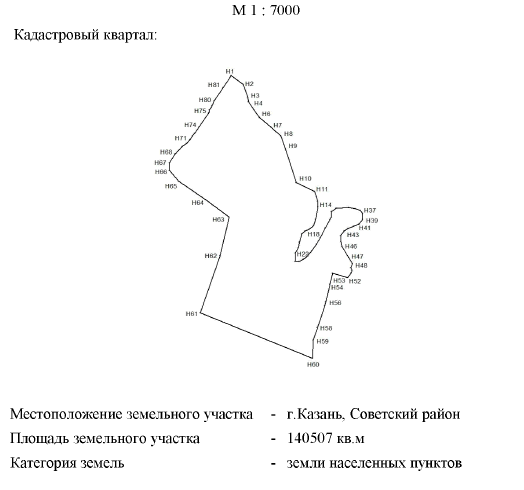 М 1 : 7000
Кадастровый квартал:
Н1
Н81
Н2
Н80
Н3
Н4
Н75
Н6
Н74
Н7
Н8
Н71
Н9
Н68
Н67
Н66
Н65
Н10
Н11
Н64
Н14
Н37
Н63
Н39
Н41
Н18
Н43
Н46
Н62
Н22
Н47
Н48
Н53
Н52
Н54
Н56
Н61
Н58
Н59
Н60
Местоположение земельного участка - г.Казань, Советский район
Площадь земельного участка - 140507 кв.м
Категория земель - земли населенных пунктов